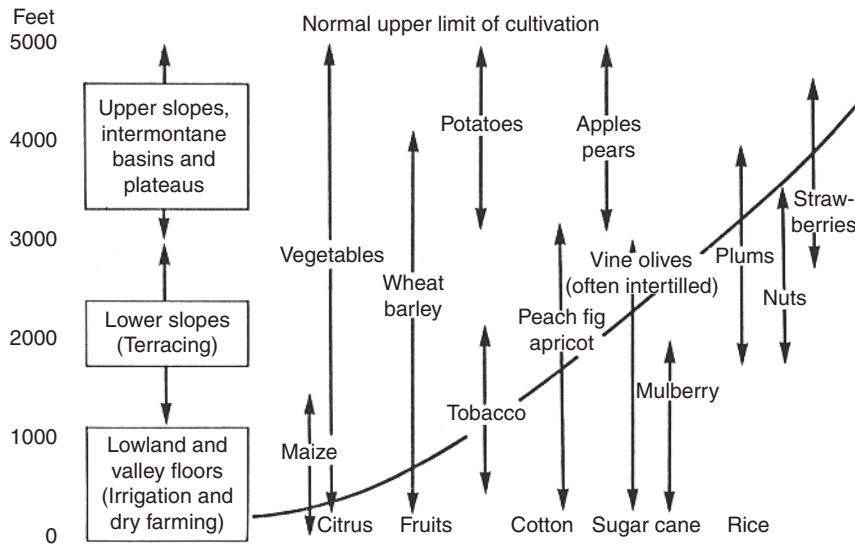 Feet
5000
4000
3000
2000
1000
0
Normal upper limit of cultivation
Upper slopes,
intermontane
basins and
plateaus
Lower slopes
(Terracing)
Lowland and
valley floors
(Irrigation and
dry farming)
Vegetables
Maize
Wheat
barley
Potatoes
Tobacco
Apples
pears
Peach fig
apricot
Vine olives
(often intertilled)
Mulberry
Plums
Nuts
Straw-
berries
Citrus
Fruits
Cotton
Sugar cane
Rice